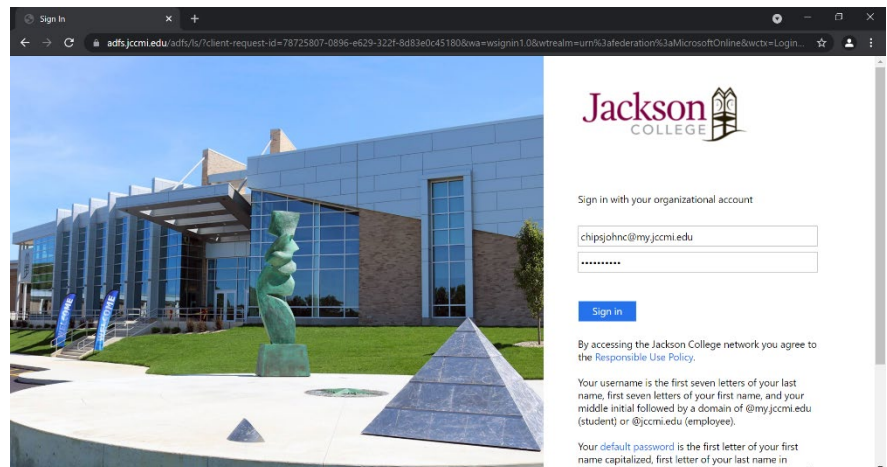 Sign In
adfs.jccmi.edu/adfs/ls/?client-request-id=78725807-0896-e629-322f-8d83e0c45180&wa=wsignin1.0&wtrealm=urn%3afederation%3aMicrosoftOnline&wctx=Login...
Jackson
COLLEGE
Sign in with your organizational account
chipsjohnc@my.jccmi.edu
••••••••••
Sign in
By accessing the Jackson College network you agree to
the Responsible Use Policy.
Your username is the first seven letters of your last
name, first seven letters of your first name, and your
middle initial followed by a domain of @my.jccmi.edu
(student) or @jccmi.edu (employee).
Your default password is the first letter of your first
name capitalized, first letter of your last name in
WELCOME
WELCOME